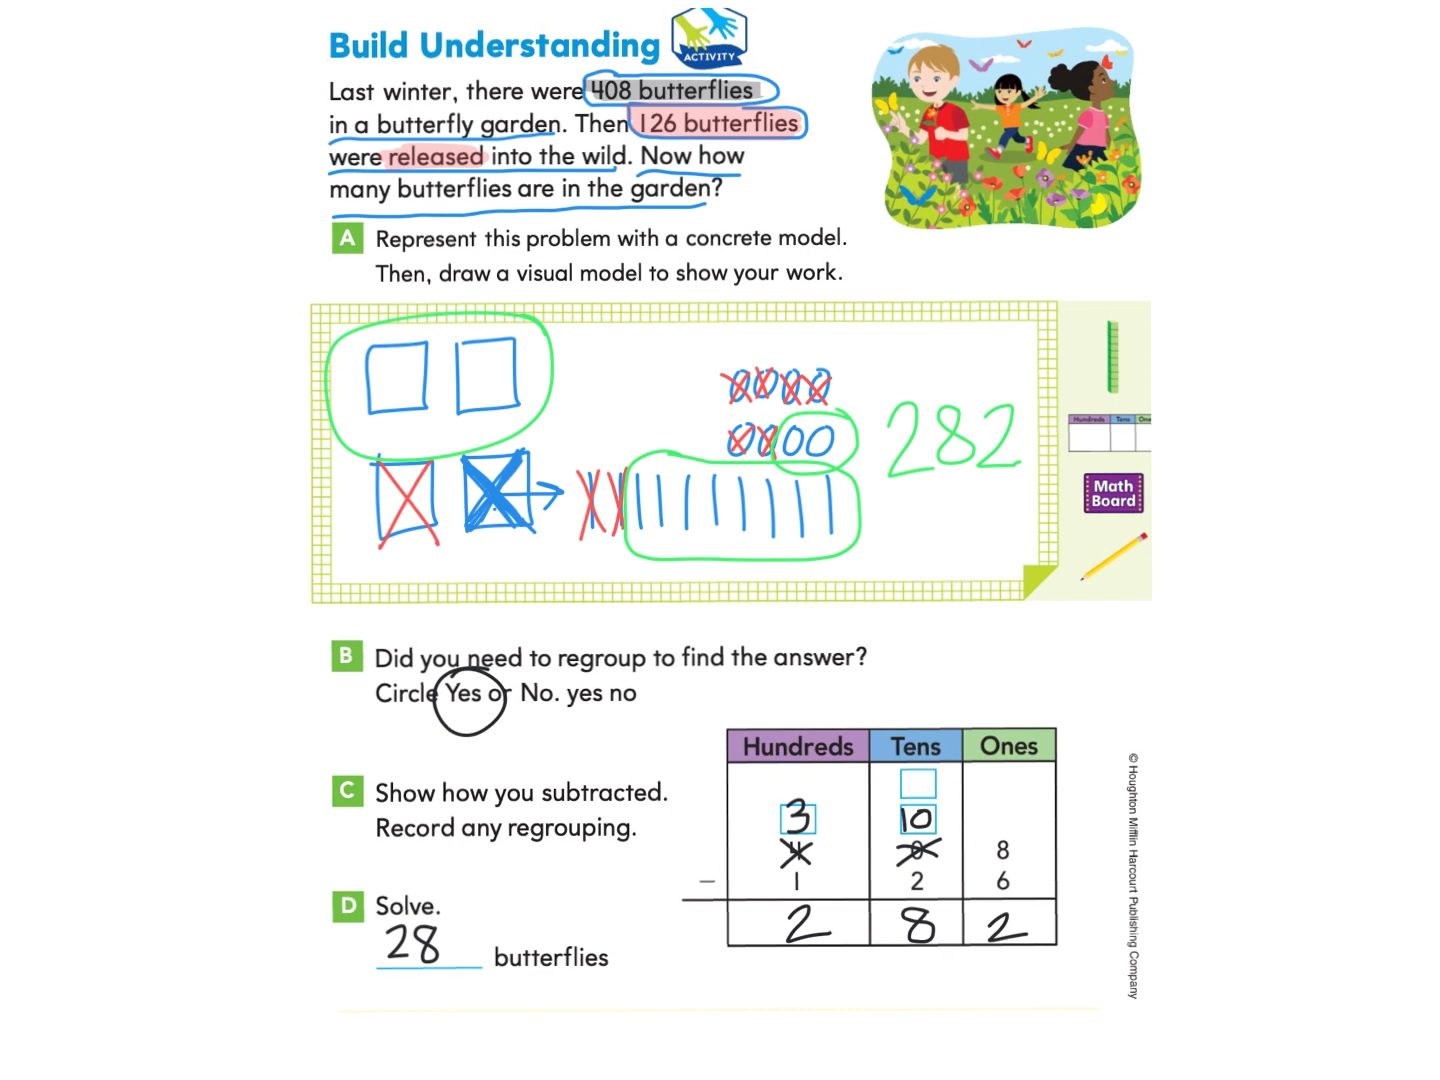 Build Understanding
ACTIVITY
Last winter, there were 408 butterflies
in a butterfly garden. Then 126 butterflies
were released into the wild. Now how
many butterflies are in the garden?
A Represent this problem with a concrete model.
Then, draw a visual model to show your work.
282
Hundreds Tens One
Math
Board
B Did you need to regroup to find the answer?
Circle Yes or No. yes no
C Show how you subtracted.
Record any regrouping.
Hundreds Tens Ones
3 10
4 0 8
− 1 2 6
2 8 2
D Solve.
28 butterflies
© Houghton Mifflin Harcourt Publishing Company